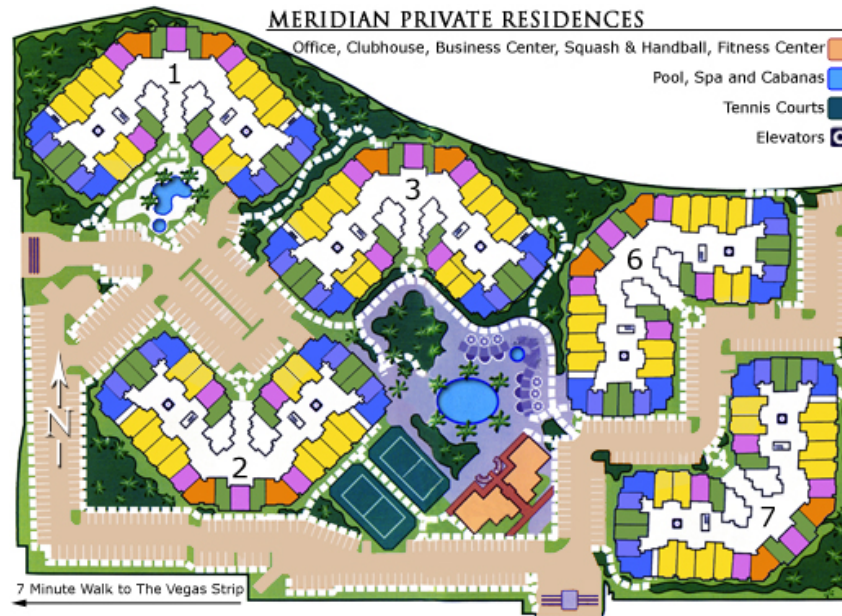 MERIDIAN PRIVATE RESIDENCES
Office, Clubhouse, Business Center, Squash & Handball, Fitness Center
Pool, Spa and Cabanas
Tennis Courts
Elevators
1
3
6
2
7
N
7 Minute Walk to The Vegas Strip